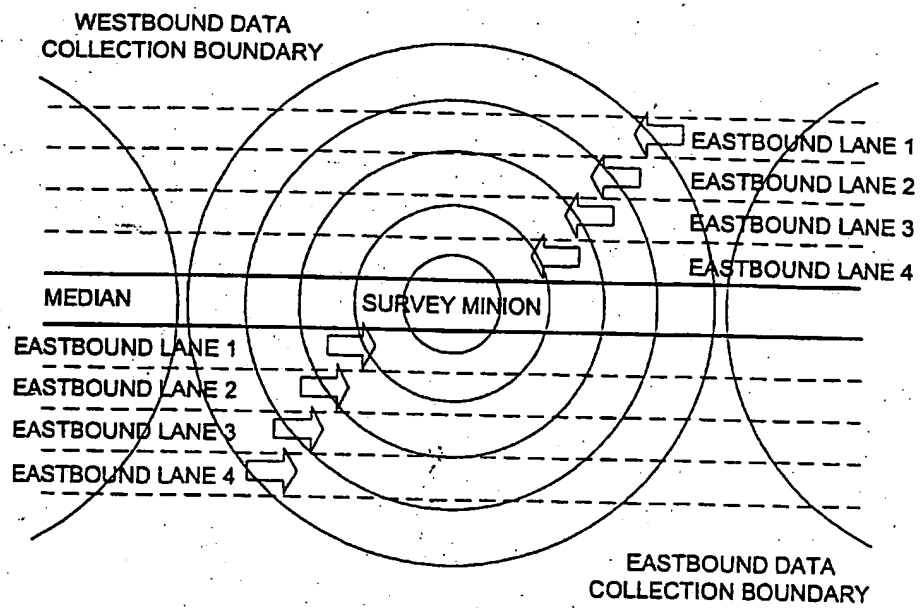 WESTBOUND DATA
COLLECTION BOUNDARY
EASTBOUND LANE 1
EASTBOUND LANE 2
EASTBOUND LANE 3
EASTBOUND LANE 4
MEDIAN
SURVEY MINION
EASTBOUND LANE 1
EASTBOUND LANE 2
EASTBOUND LANE 3
EASTBOUND LANE 4
EASTBOUND DATA
COLLECTION BOUNDARY